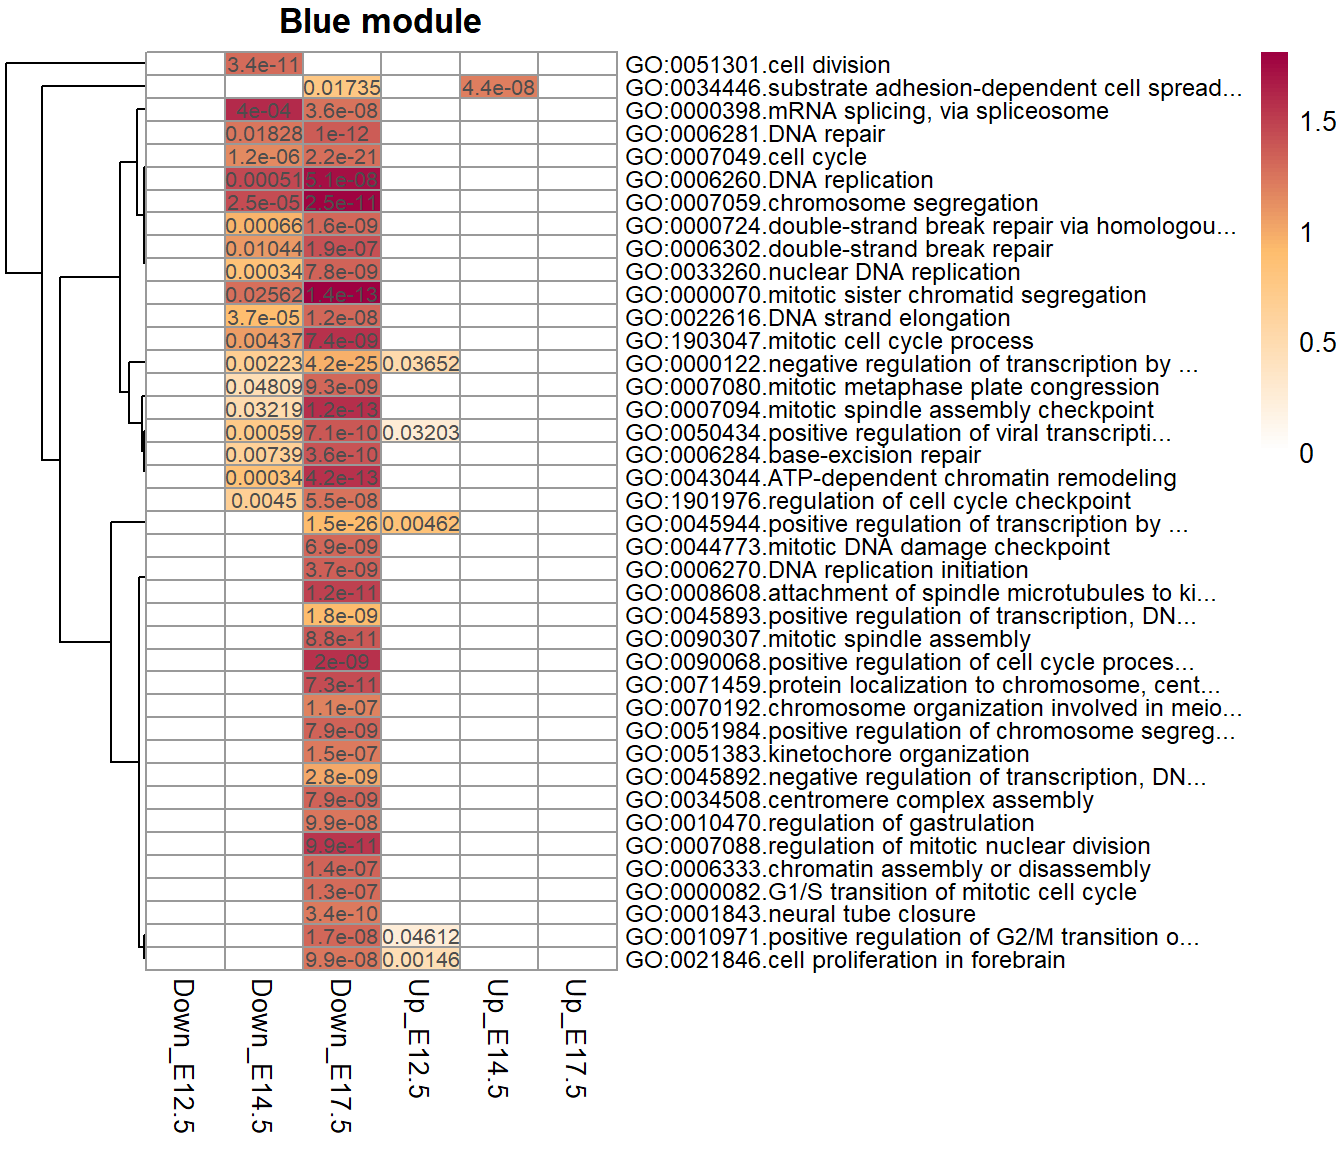 Blue module
3.4e-11 GO:0051301.cell division
0.01735 4.4e-08 GO:0034446.substrate adhesion-dependent cell spread...
4e-04 3.6e-08 GO:0000398.mRNA splicing, via spliceosome
0.01828 1e-12 GO:0006281.DNA repair
1.2e-06 2.2e-21 GO:0007049.cell cycle
0.00051 5.1e-08 GO:0006260.DNA replication
2.5e-05 2.5e-11 GO:0007059.chromosome segregation
0.00066 1.6e-09 GO:0000724.double-strand break repair via homologou...
0.01044 1.9e-07 GO:0006302.double-strand break repair
0.00034 7.8e-09 GO:0033260.nuclear DNA replication
0.02562 1.4e-13 GO:0000070.mitotic sister chromatid segregation
3.7e-05 1.2e-08 GO:0022616.DNA strand elongation
0.00437 7.4e-09 GO:1903047.mitotic cell cycle process
0.00223 4.2e-25 0.03652 GO:0000122.negative regulation of transcription by ...
0.04809 9.3e-09 GO:0007080.mitotic metaphase plate congression
0.03219 1.2e-13 GO:0007094.mitotic spindle assembly checkpoint
0.00059 7.1e-10 0.03203 GO:0050434.positive regulation of viral transcripti...
0.00739 3.6e-10 GO:0006284.base-excision repair
0.00034 4.2e-13 GO:0043044.ATP-dependent chromatin remodeling
0.0045 5.5e-08 GO:1901976.regulation of cell cycle checkpoint
1.5e-26 0.00462 GO:0045944.positive regulation of transcription by ...
6.9e-09 GO:0044773.mitotic DNA damage checkpoint
3.7e-09 GO:0006270.DNA replication initiation
1.2e-11 GO:0008608.attachment of spindle microtubules to ki...
1.8e-09 GO:0045893.positive regulation of transcription, DN...
8.8e-11 GO:0090307.mitotic spindle assembly
2e-09 GO:0090068.positive regulation of cell cycle proces...
7.3e-11 GO:0071459.protein localization to chromosome, cent...
1.1e-07 GO:0070192.chromosome organization involved in meio...
7.9e-09 GO:0051984.positive regulation of chromosome segreg...
1.5e-07 GO:0051383.kinetochore organization
2.8e-09 GO:0045892.negative regulation of transcription, DN...
7.9e-09 GO:0034508.centromere complex assembly
9.9e-08 GO:0010470.regulation of gastrulation
9.9e-11 GO:0007088.regulation of mitotic nuclear division
1.4e-07 GO:0006333.chromatin assembly or disassembly
1.3e-07 GO:0000082.G1/S transition of mitotic cell cycle
3.4e-10 GO:0001843.neural tube closure
1.7e-08 0.04612 GO:0010971.positive regulation of G2/M transition o...
9.9e-08 0.00146 GO:0021846.cell proliferation in forebrain
Down_E12.5
Down_E14.5
Down_E17.5
Up_E12.5
Up_E14.5
Up_E17.5
1.5
1
0.5
0